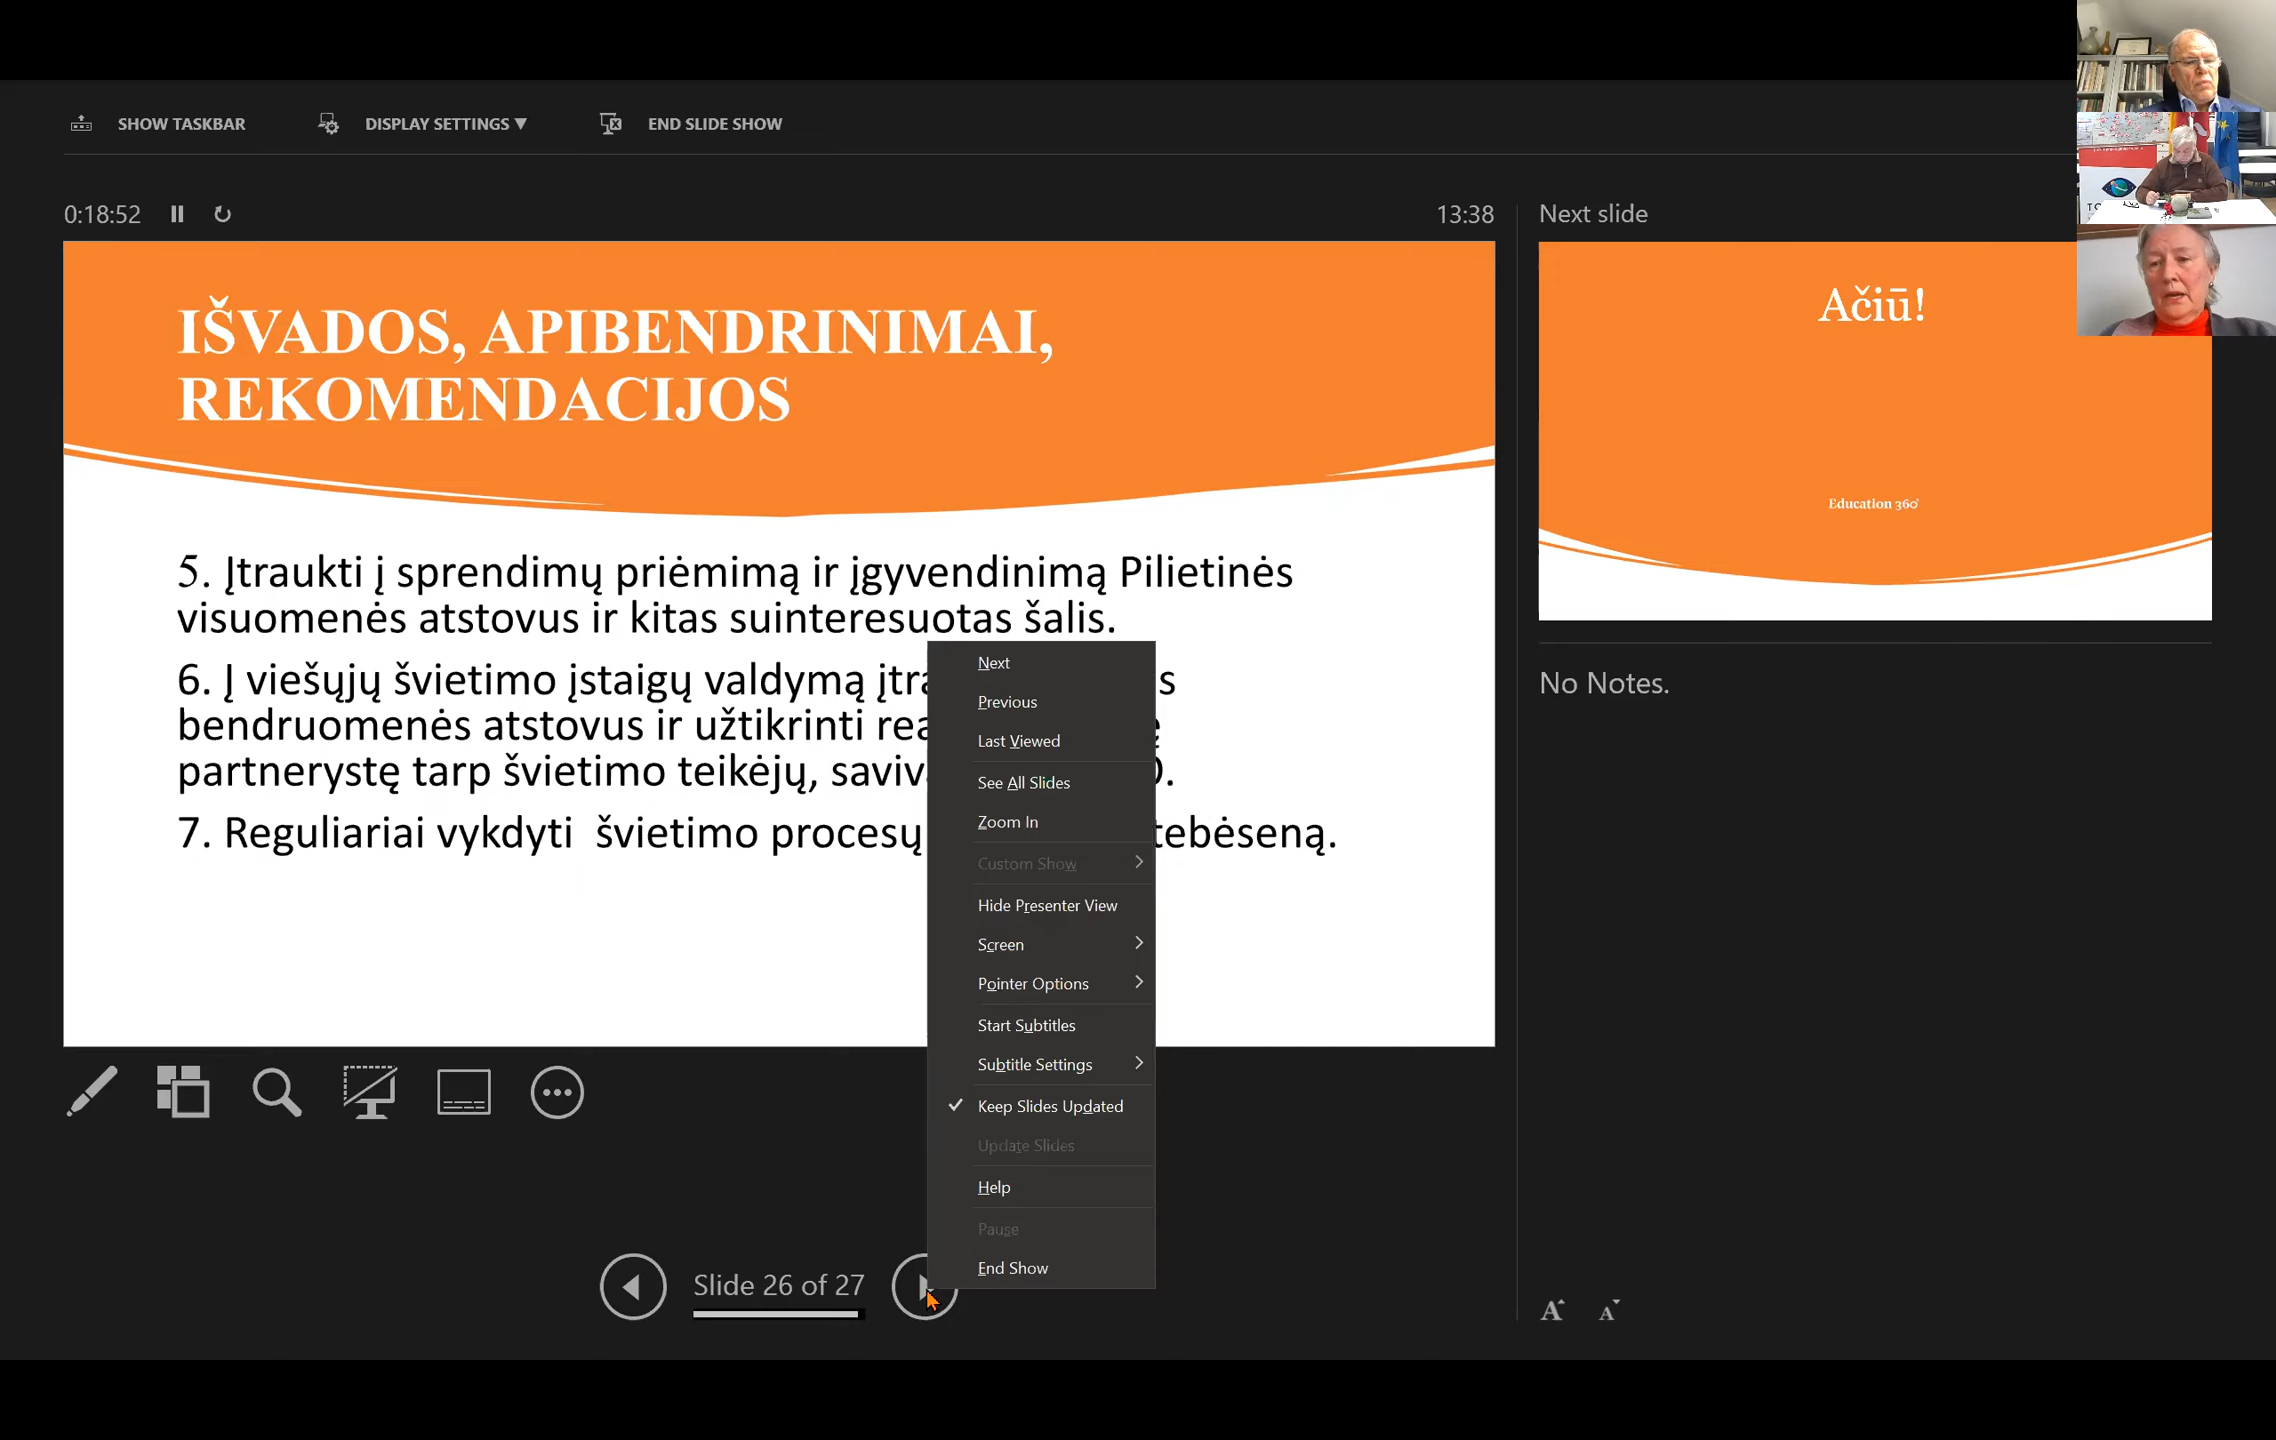 SHOW TASKBAR
DISPLAY SETTINGS ▼
END SLIDE SHOW
0:18:52
13:38
Next slide
IŠVADOS, APIBENDRINIMAI,
REKOMENDACIJOS
5. Įtraukti į sprendimų priėmimą ir įgyvendinimą Pilietinės
visuomenės atstovus ir kitas suinteresuotas šalis.
6. Į viešųjų švietimo įstaigų valdymą
bendruomenės atstovus ir užtikrinti
partnerystę tarp švietimo teikėjų,
7. Reguliariai vykdyti švietimo procesų
Next
Previous
Last Viewed
See All Slides
Zoom In
Custom Show
Hide Presenter View
Screen
Pointer Options
Start Subtitles
Subtitle Settings
Keep Slides Updated
Update Slides
Help
Pause
End Show
Slide 26 of 27
Ačiū!
Education 360°
No Notes.
A A